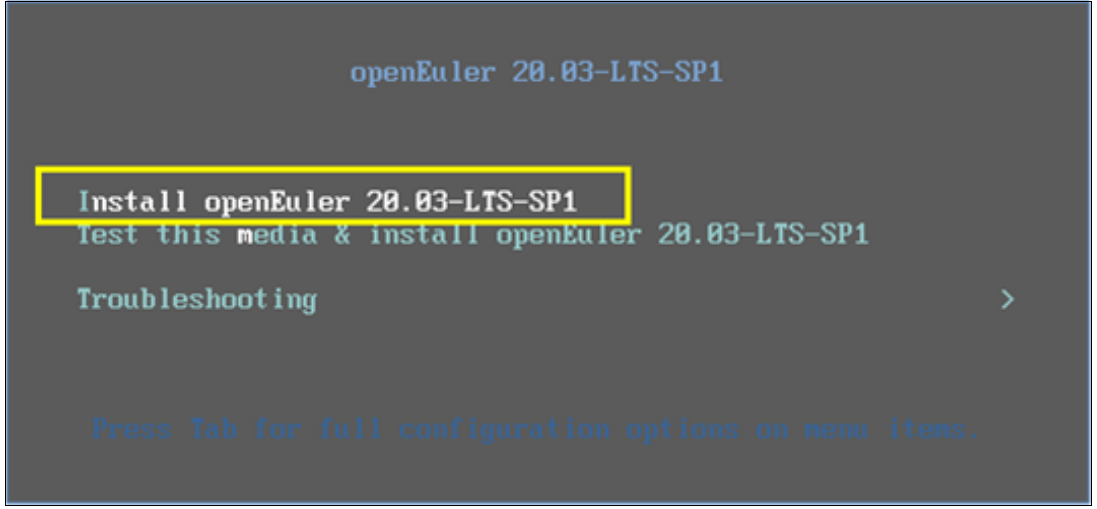 openEuler 20.03-LTS-SP1
Install openEuler 20.03-LTS-SP1
Test this media & install openEuler 20.03-LTS-SP1
Troubleshooting >
Press Tab for full configuration options on menu items.